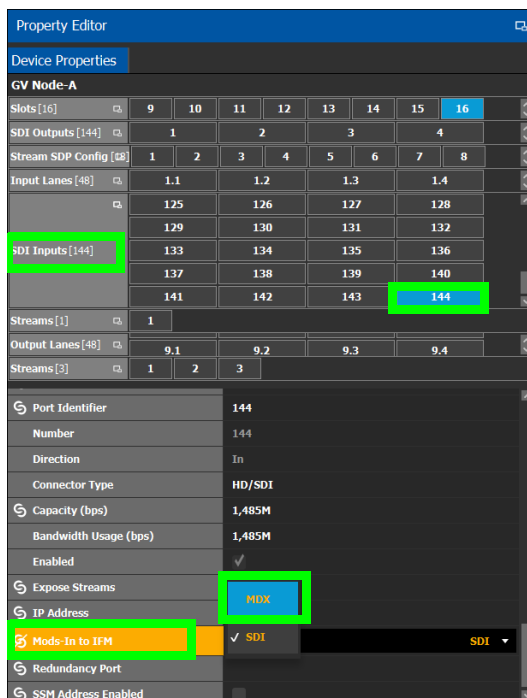 Property Editor
Device Properties
GV Node-A
Slots [16] 9 10 11 12 13 14 15 16
SDI Outputs [144] 1 2 3 4
Stream SDP Config [ 1 2 3 4 5 6 7 8
Input Lanes [48] 1.1 1.2 1.3 1.4
125 126 127 128
129 130 131 132
SDI Inputs [144] 133 134 135 136
137 138 139 140
141 142 143 144
Streams [1] 1
Output Lanes [48] 9.1 9.2 9.3 9.4
Streams [3] 1 2 3
Port Identifier 144
Number 144
Direction In
Connector Type HD/SDI
Capacity (bps) 1,485M
Bandwidth Usage (bps) 1,485M
Enabled
Expose Streams
MDX
IP Address
Mods-In to IFM ✓ SDI SDI
Redundancy Port
SSM Address Enabled